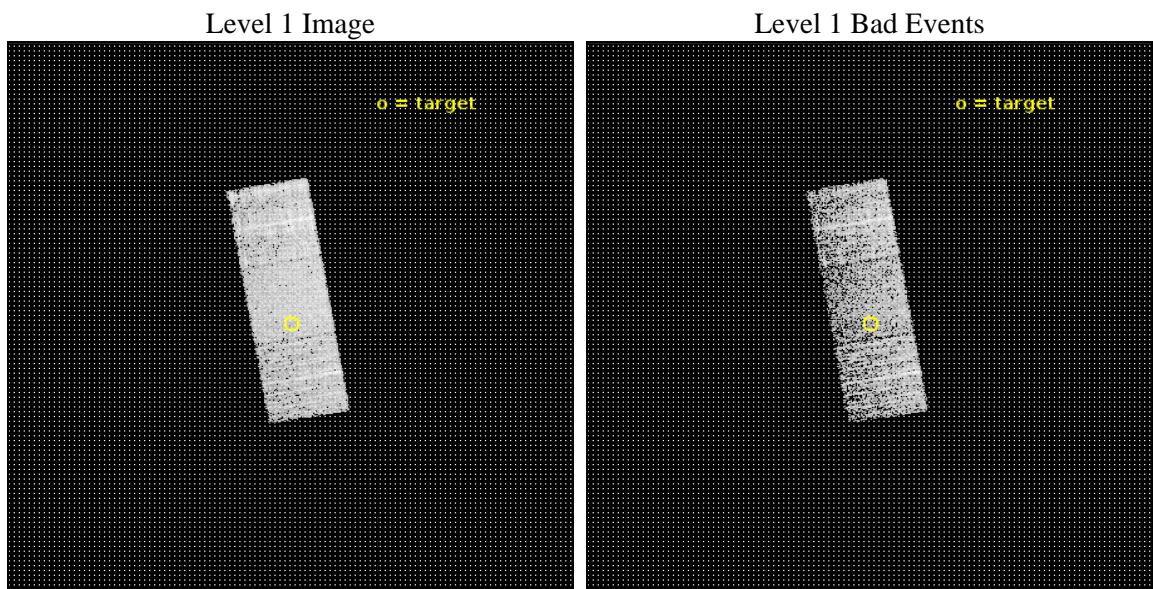 Level 1 Image
Level 1 Bad Events
o = target
o = target